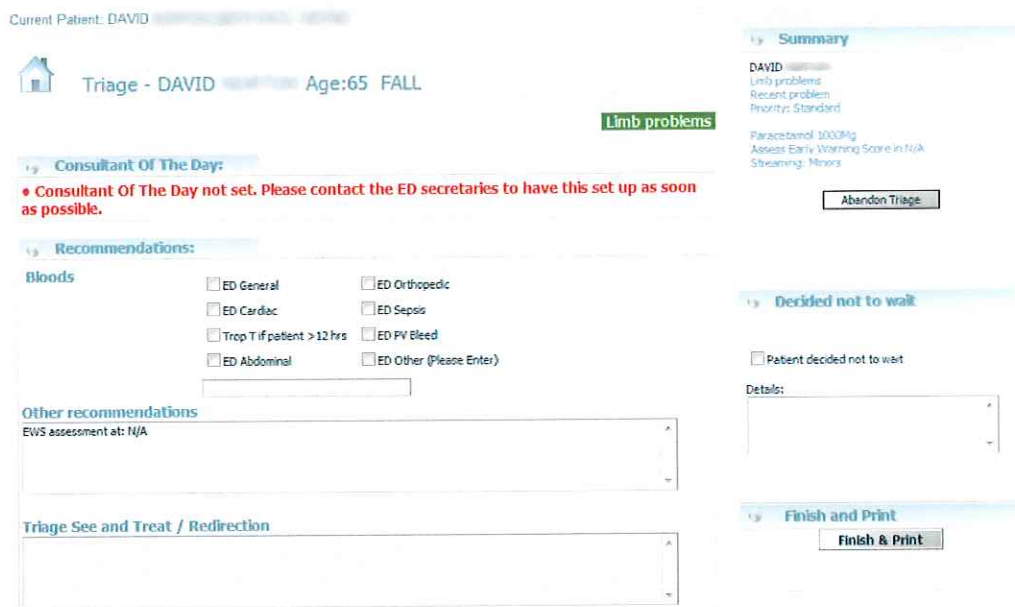 Current Patient: DAVID
Triage - DAVID Age:65 FALL
Limb problems
Consultant Of The Day:
• Consultant Of The Day not set. Please contact the ED secretaries to have this set up as soon
as possible.
Recommendations:
Bloods
ED General
ED Orthopedic
ED Cardiac
ED Sepsis
Trop T if patient >12 hrs
ED PV Bleed
ED Abdominal
ED Other (Please Enter)
Other recommendations
EWS assessment at: N/A
Triage See and Treat / Redirection
Summary
DAVID
Limb problems
Recent problem
Priority: Standard
Paracetamol 1000Mg
Assess Early Warning Score in N/A
Streaming: Minors
Abandon Triage
Decided not to wait
Patient decided not to wait
Details:
Finish and Print
Finish & Print